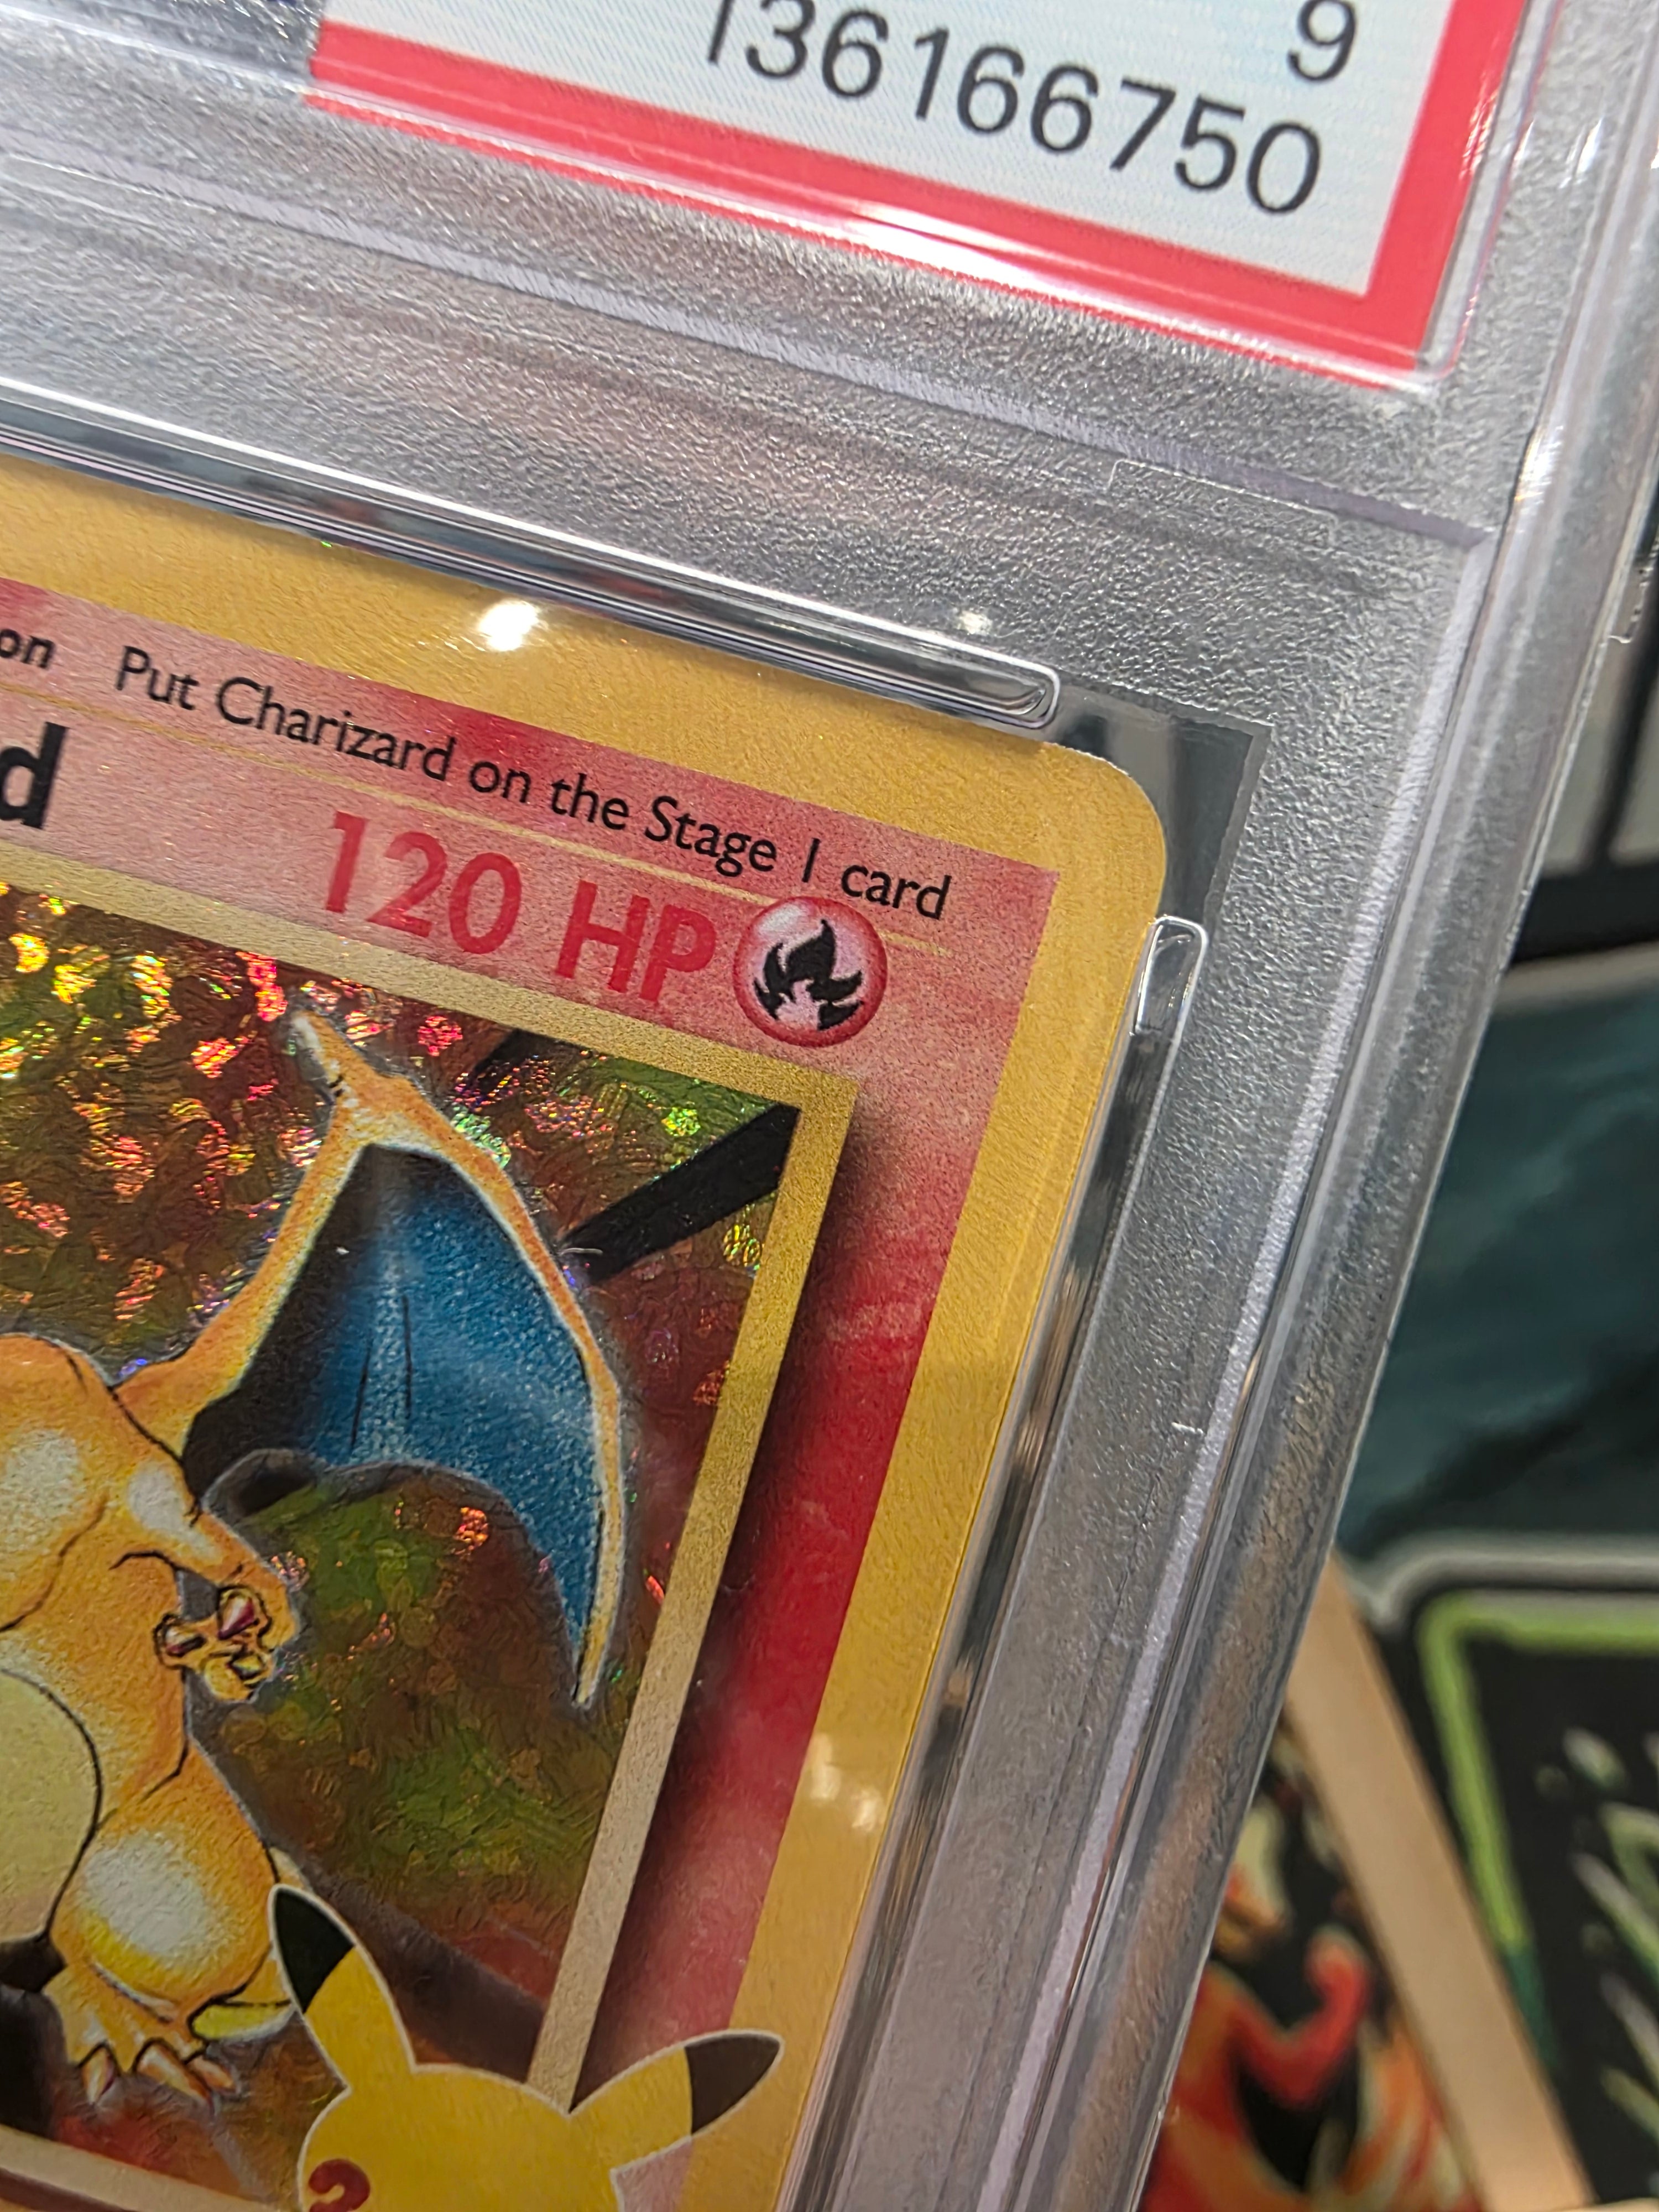 9
136166750
on Put Charizard on the Stage 1 card
d 120 HP